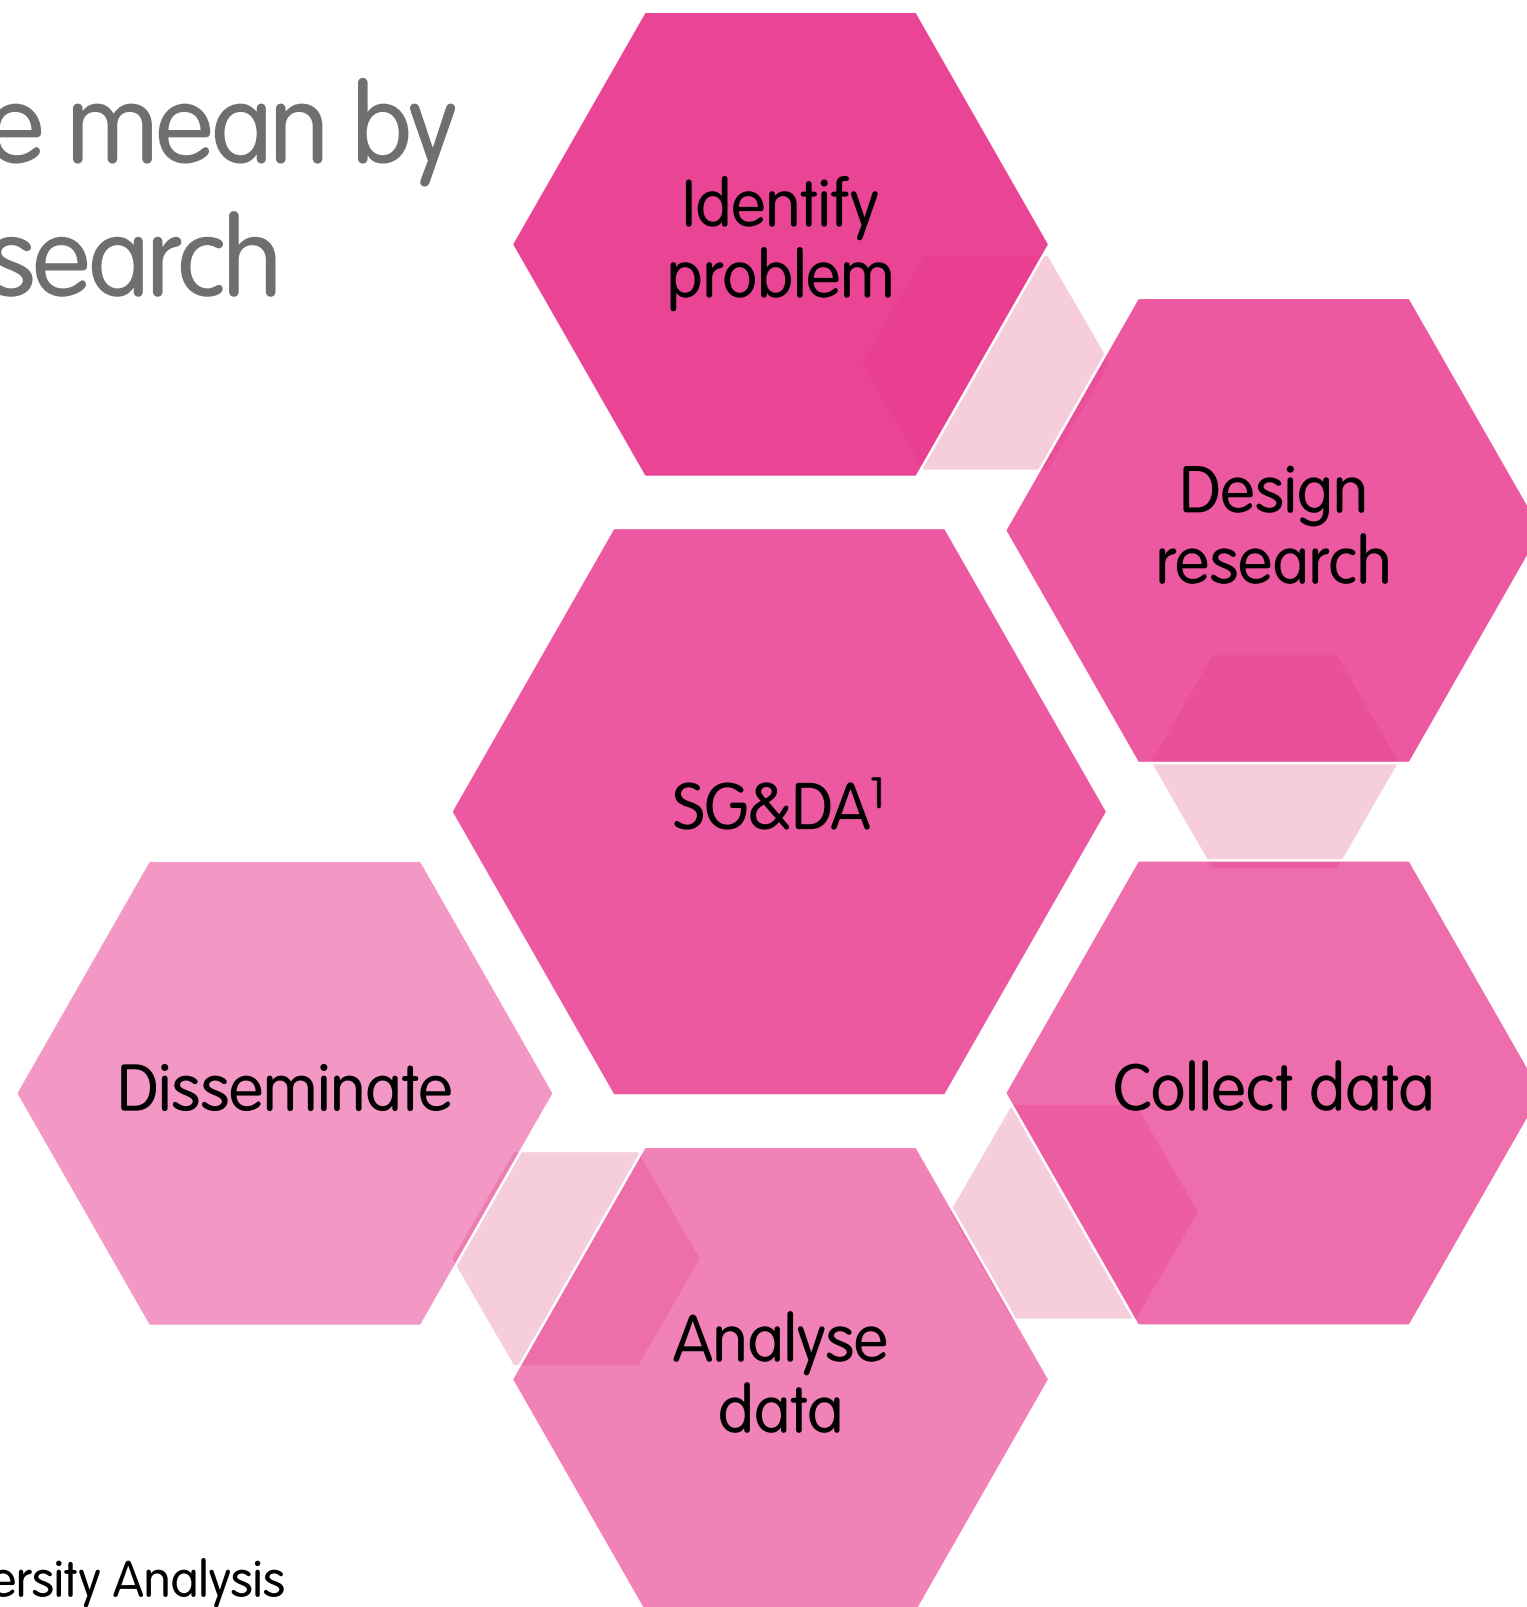 e mean by
search
Identify
problem
Design
research
SG&DA¹
Disseminate
Collect data
Analyse
data
ersity Analysis